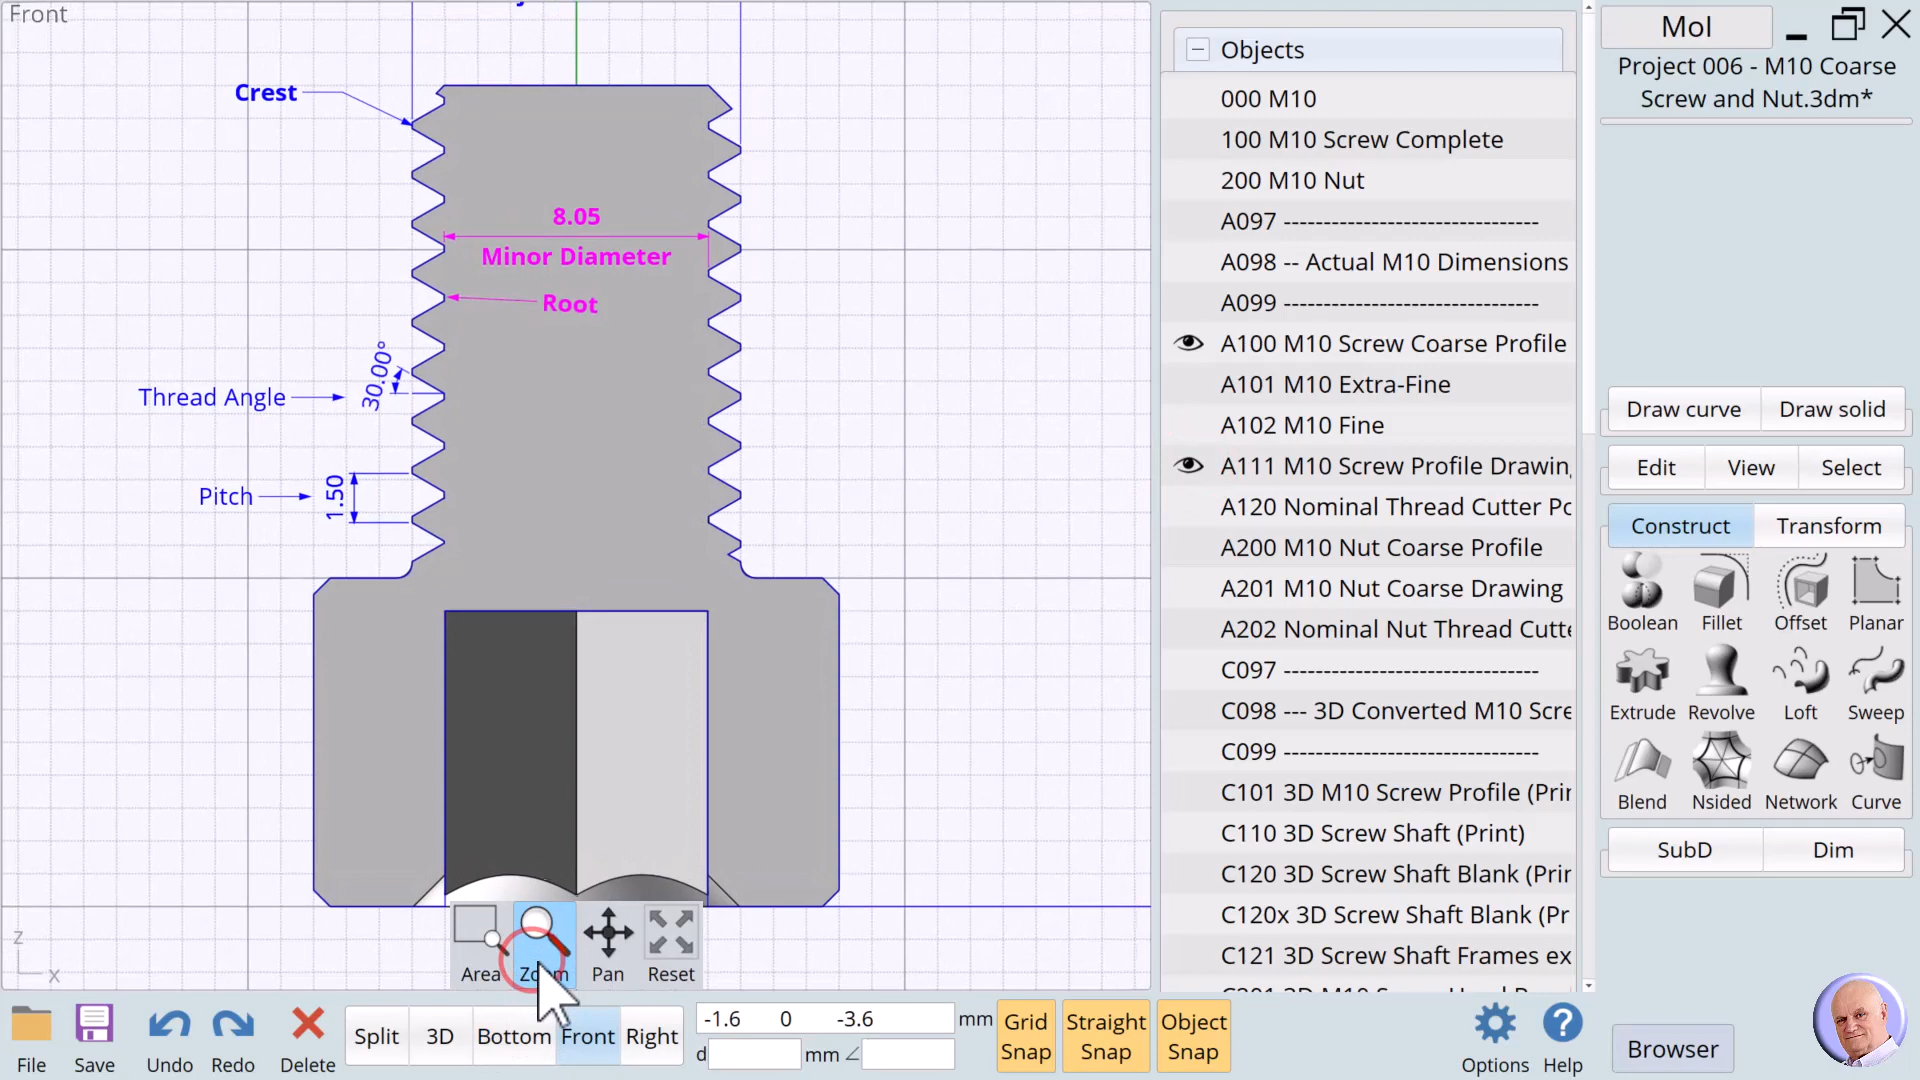 Front
Crest
8.05
Minor Diameter
Root
30.00°
Thread Angle
Pitch
1.50
z
x
Area
Zoom
Pan
Reset
Objects
000 M10
100 M10 Screw Complete
200 M10 Nut
A097 ------------------------------
A098 -- Actual M10 Dimensions
A099 ------------------------------
A100 M10 Screw Coarse Profile
A101 M10 Extra-Fine
A102 M10 Fine
A111 M10 Screw Profile Drawin
A120 Nominal Thread Cutter Po
A200 M10 Nut Coarse Profile
A201 M10 Nut Coarse Drawing
A202 Nominal Nut Thread Cutte
C097 ------------------------------
C098 --- 3D Converted M10 Scre
C099 ------------------------------
C101 3D M10 Screw Profile (Prin
C110 3D Screw Shaft (Print)
C120 3D Screw Shaft Blank (Prin
C120x 3D Screw Shaft Blank (Pr
C121 3D Screw Shaft Frames ex
MoI
Project 006 - M10 Coarse
Screw and Nut.3dm*
Draw curve
Draw solid
Edit
View
Select
Construct
Transform
Boolean
Fillet
Offset
Planar
Extrude
Revolve
Loft
Sweep
Blend
Nsided
Network
Curve
SubD
Dim
File
Save
Undo
Redo
Delete
Split
3D
Bottom
Front
Right
-1.6 0 -3.6 mm
d mm ∠
Grid
Snap
Straight
Snap
Object
Snap
Options
Help
Browser